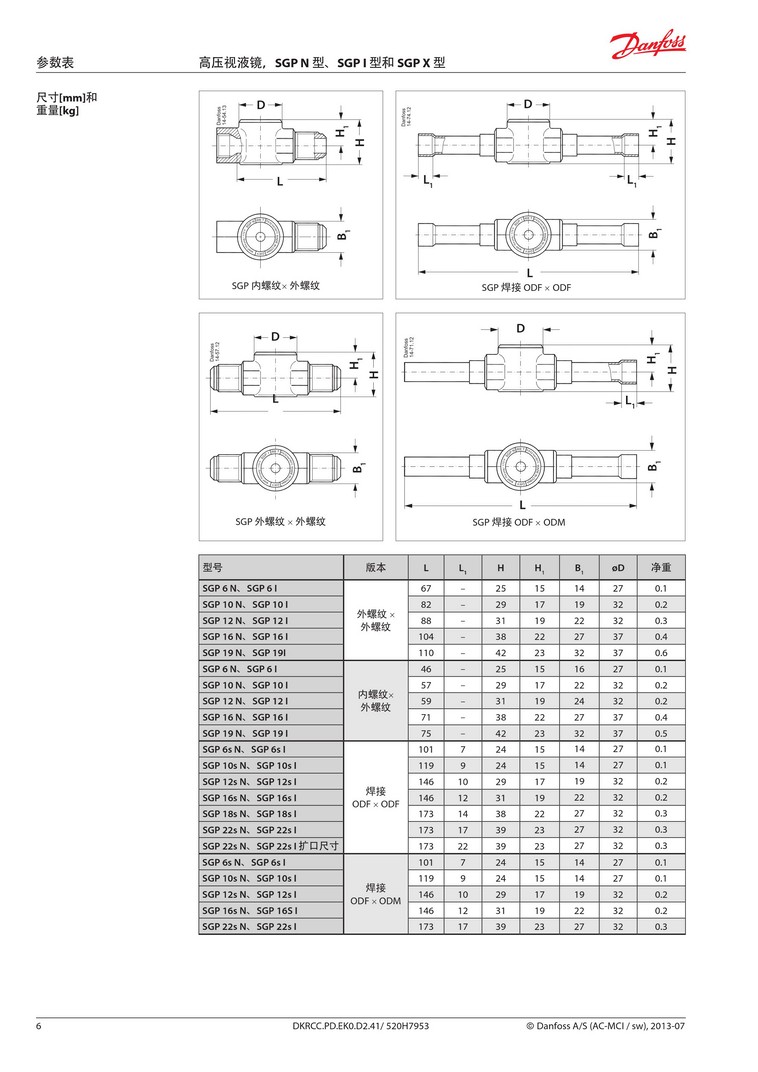 Danfoss
参数表 高压视液镜，SGP N 型、SGP I 型和 SGP X 型
尺寸[mm]和
重量[kg]
Danfoss
14-54.13
D
H1
H
L
B1
SGP 内螺纹× 外螺纹
Danfoss
14-74.12
D
H1
H
L1
L1
B1
L
SGP 焊接 ODF × ODF
Danfoss
14-57.12
D
H1
H
L
B1
SGP 外螺纹 × 外螺纹
Danfoss
14-71.12
D
H1
H
L1
B1
L
SGP 焊接 ODF × ODM
型号 版本 L L1 H H1 B1 øD 净重
外螺纹 ×
外螺纹
SGP 6 N、SGP 6 I 67 – 25 15 14 27 0.1
SGP 10 N、SGP 10 I 82 – 29 17 19 32 0.2
SGP 12 N、SGP 12 I 88 – 31 19 22 32 0.3
SGP 16 N、SGP 16 I 104 – 38 22 27 37 0.4
SGP 19 N、SGP 19I 110 – 42 23 32 37 0.6
内螺纹×
外螺纹
SGP 6 N、SGP 6 I 46 – 25 15 16 27 0.1
SGP 10 N、SGP 10 I 57 – 29 17 22 32 0.2
SGP 12 N、SGP 12 I 59 – 31 19 24 32 0.2
SGP 16 N、SGP 16 I 71 – 38 22 27 37 0.4
SGP 19 N、SGP 19 I 75 – 42 23 32 37 0.5
焊接
ODF × ODF
SGP 6s N、SGP 6s I 101 7 24 15 14 27 0.1
SGP 10s N、SGP 10s I 119 9 24 15 14 27 0.1
SGP 12s N、SGP 12s I 146 10 29 17 19 32 0.2
SGP 16s N、SGP 16s I 146 12 31 19 22 32 0.2
SGP 18s N、SGP 18s I 173 14 38 22 27 32 0.3
SGP 22s N、SGP 22s I 173 17 39 23 27 32 0.3
SGP 22s N、SGP 22s I 扩口尺寸 173 22 39 23 27 32 0.3
焊接
ODF × ODM
SGP 6s N、SGP 6s I 101 7 24 15 14 27 0.1
SGP 10s N、SGP 10s I 119 9 24 15 14 27 0.1
SGP 12s N、SGP 12s I 146 10 29 17 19 32 0.2
SGP 16s N、SGP 16S I 146 12 31 19 22 32 0.2
SGP 22s N、SGP 22s I 173 17 39 23 27 32 0.3
6 DKRCC.PD.EK0.D2.41/ 520H7953 © Danfoss A/S (AC-MCI / sw), 2013-07